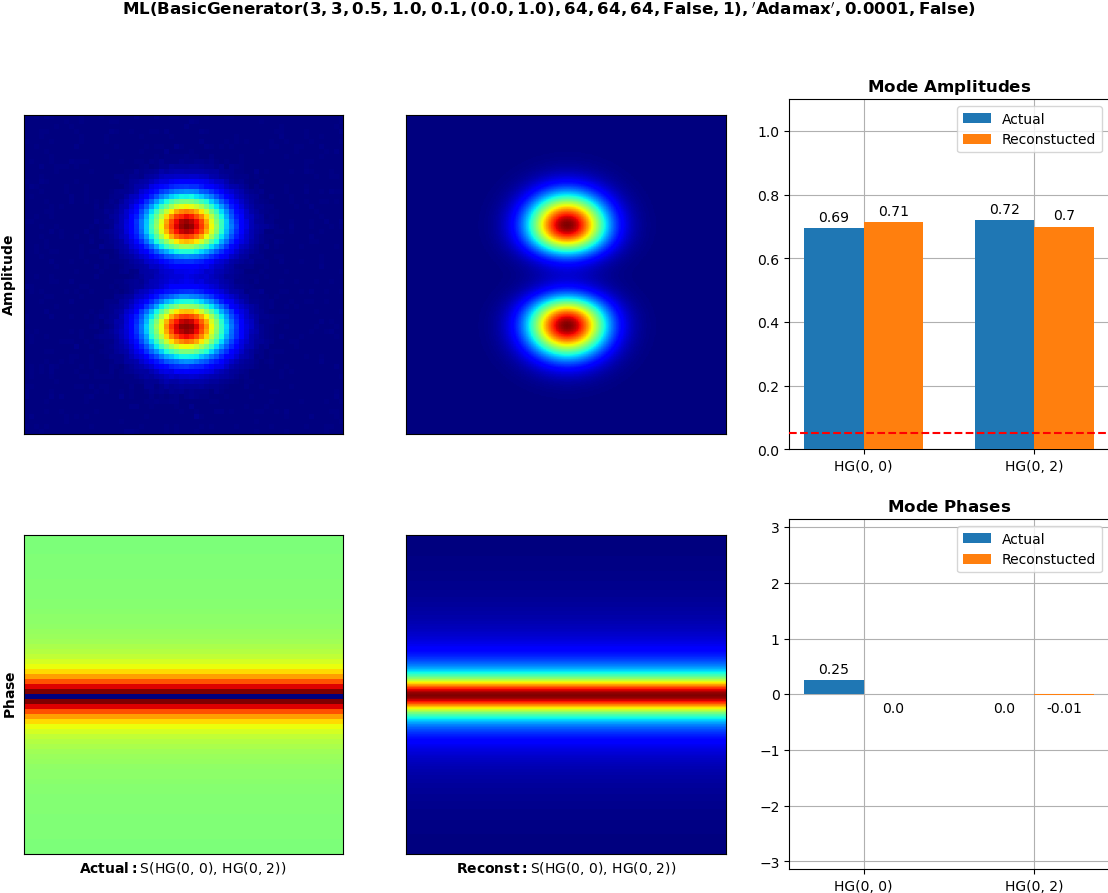 ML(BasicGenerator(3, 3, 0.5, 1.0, 0.1, (0.0, 1.0), 64, 64, 64, False, 1), ′Adamax′, 0.0001, False)
Amplitude
Mode Amplitudes
Actual
Reconstucted
1.0
0.8
0.6
0.4
0.2
0.0
0.69
0.71
0.72
0.7
HG(0, 0)
HG(0, 2)
Phase
Actual: S(HG(0, 0), HG(0, 2))
Reconst: S(HG(0, 0), HG(0, 2))
Mode Phases
Actual
Reconstucted
3
2
1
0
−1
−2
−3
0.25
0.0
0.0
-0.01
HG(0, 0)
HG(0, 2)